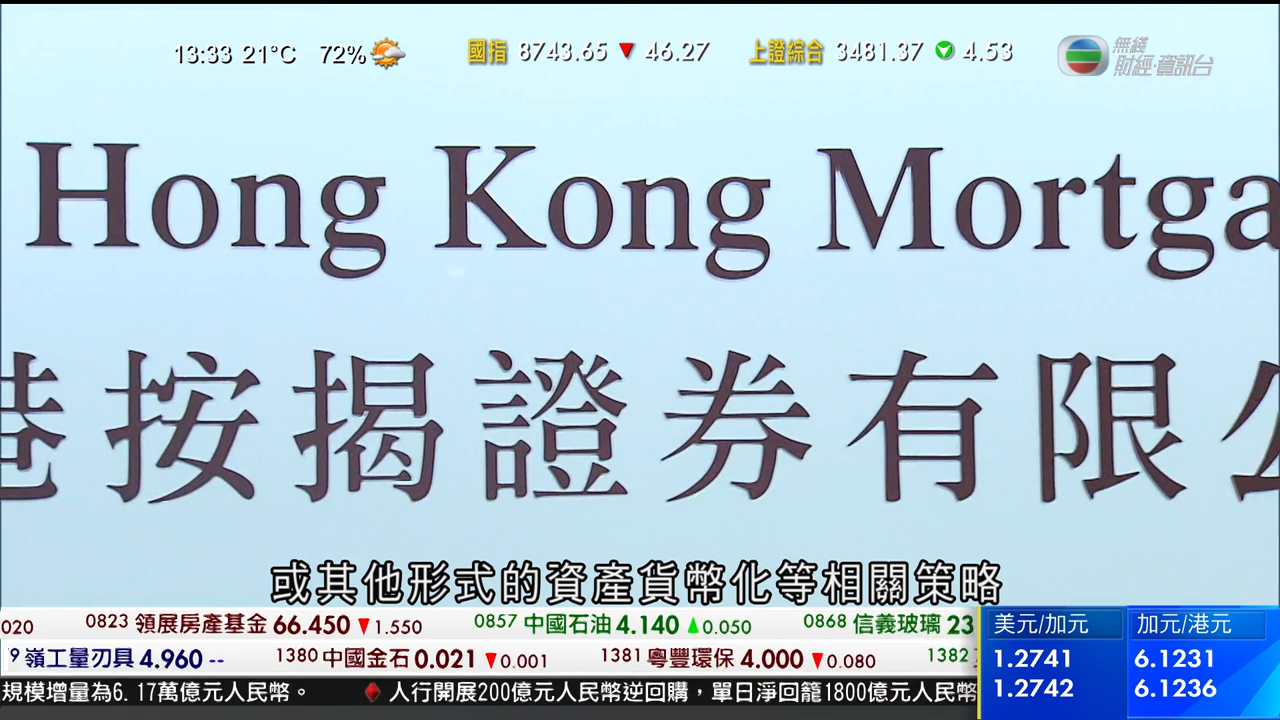 13:33 21°C 72% 國指 8743.65 ▼ 46.27 上證綜合 3481.37 4.53
無綫
財經·資訊台
Hong Kong Mortga
港按揭證券有限公
或其他形式的資產貨幣化等相關策略
020 0823 領展房產基金 66.450 ▼ 1.550 0857 中國石油 4.140 ▲ 0.050 0868 信義玻璃 23
9 嶺工量刃具 4.960 -- 1380 中國金石 0.021 ▼ 0.001 1381 粵豐環保 4.000 ▼ 0.080 1382
規模增量為6. 17萬億元人民幣。 ◆ 人行開展200億元人民幣逆回購，單日淨回籠1800億元人民幣
美元/加元 加元/港元
1.2741 6.1231
1.2742 6.1236